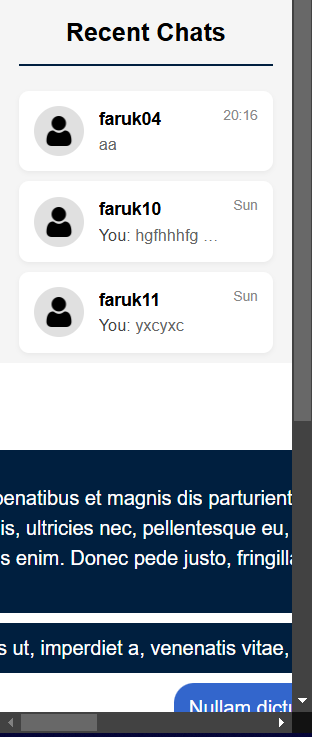 Recent Chats
faruk04
20:16
aa
faruk10
Sun
You: hgfhhhfg ...
faruk11
Sun
You: yxcyxc
penatibus et magnis dis parturient
is, ultricies nec, pellentesque eu,
s enim. Donec pede justo, fringilla
s ut, imperdiet a, venenatis vitae,
Nullam dictu